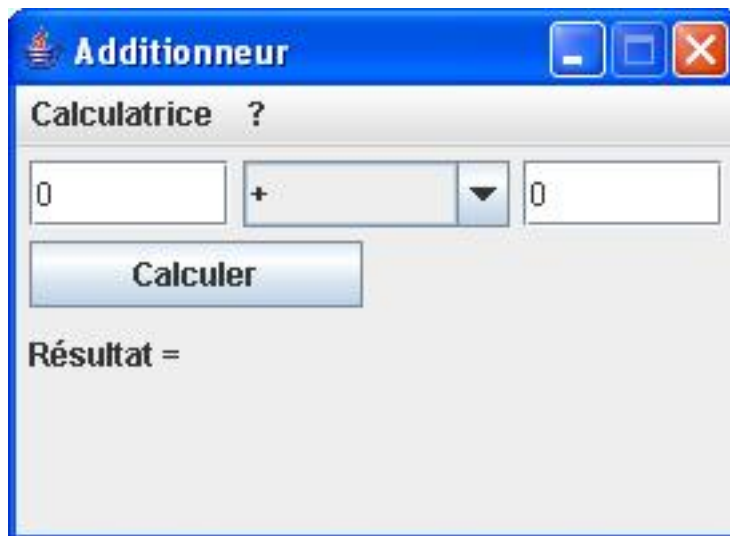 Additionneur
Calculatrice ?
0 + 0
Calculer
Résultat =